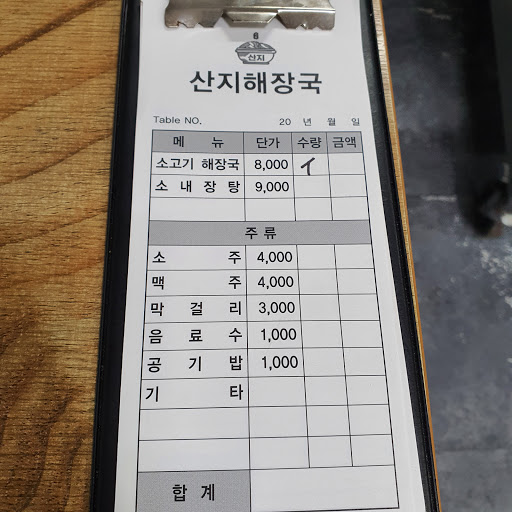 6
산지
산지해장국
Table NO. 20 년 월 일
메 뉴 단가 수량 금액
소고기 해장국 8,000
소 내 장 탕 9,000
주 류
소 주 4,000
맥 주 4,000
막 걸 리 3,000
음 료 수 1,000
공 기 밥 1,000
기 타
합 계